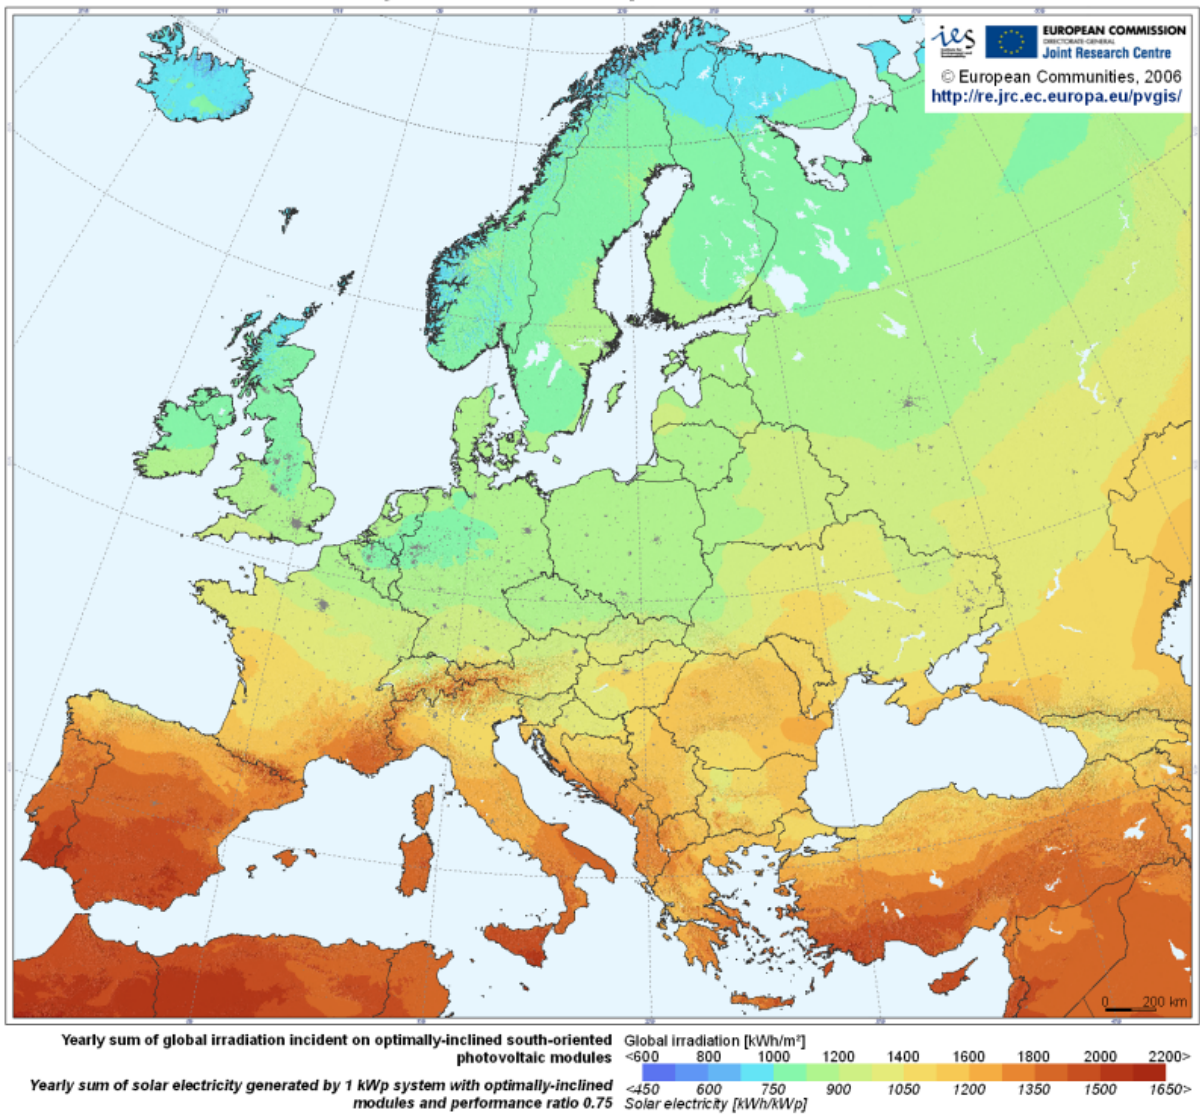 ies
EUROPEAN COMMISSION
DIRECTORATE-GENERAL
Joint Research Centre
© European Communities, 2006
http://re.jrc.ec.europa.eu/pvgis/
0 200 km
Yearly sum of global irradiation incident on optimally-inclined south-oriented
photovoltaic modules
Global irradiation [kWh/m²]
<600 800 1000 1200 1400 1600 1800 2000 2200>
Yearly sum of solar electricity generated by 1 kWp system with optimally-inclined
modules and performance ratio 0.75
<450 600 750 900 1050 1200 1350 1500 1650>
Solar electricity [kWh/kWp]